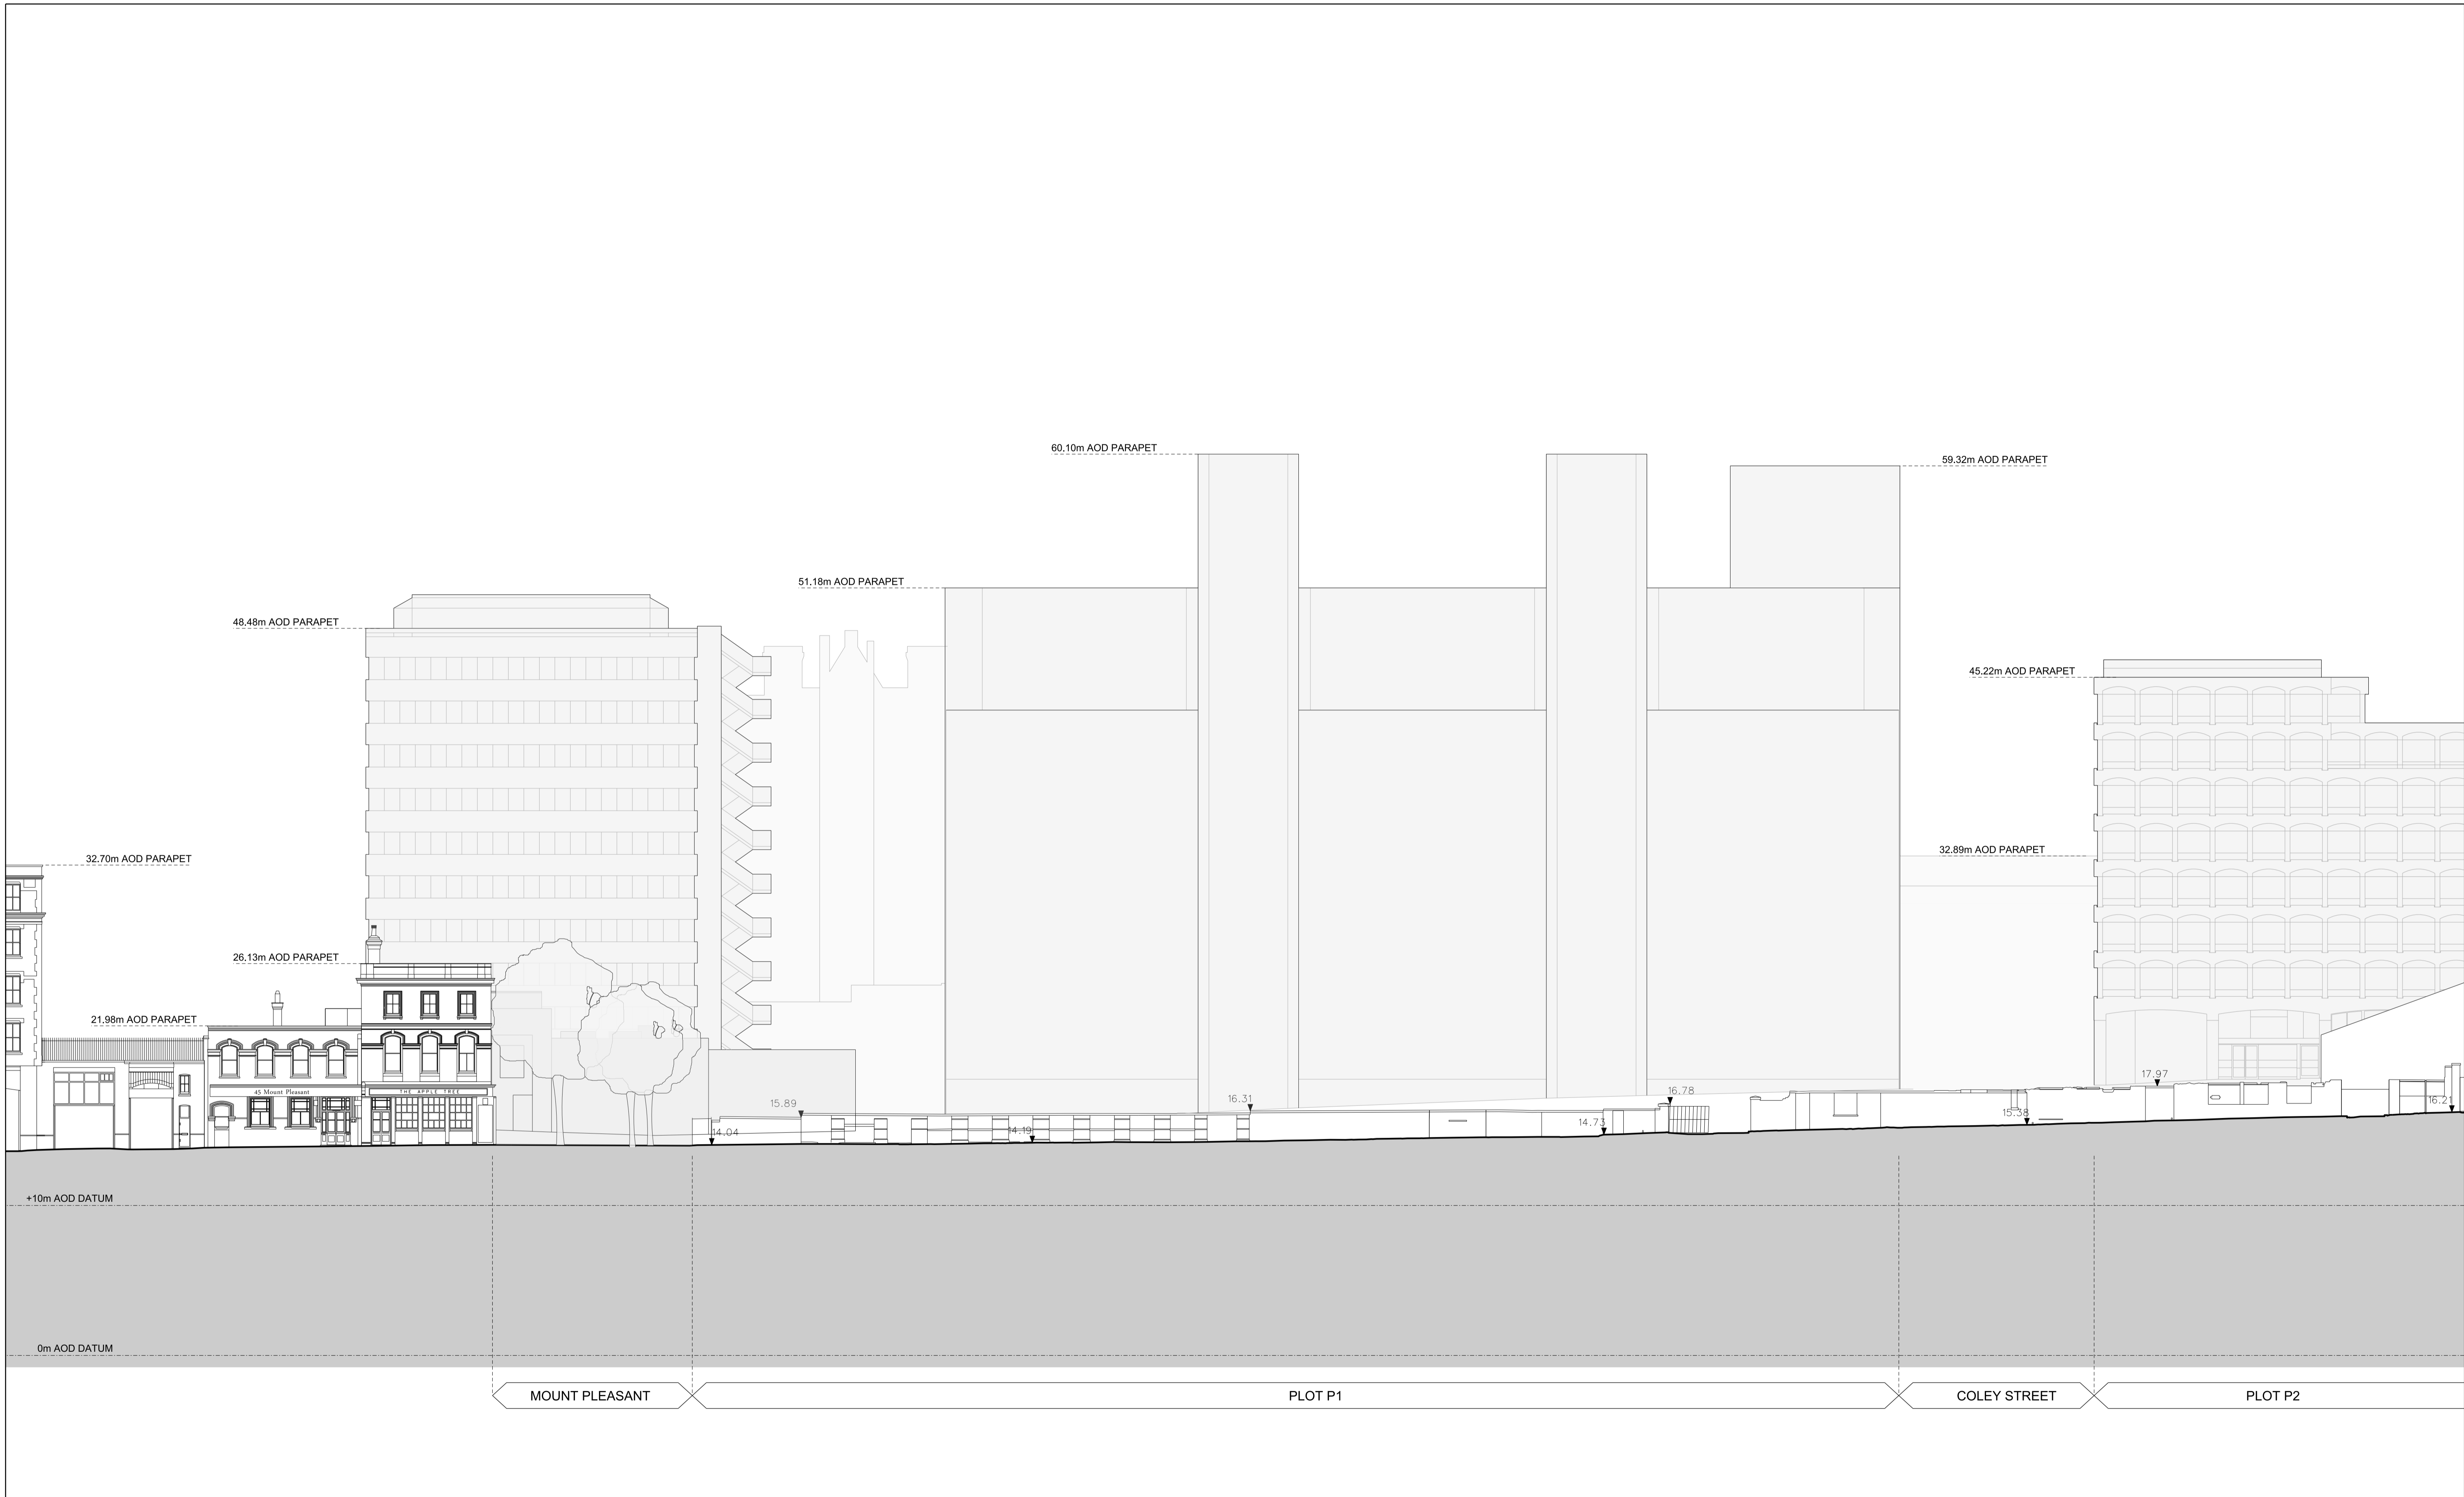 60.10m AOD PARAPET
59.32m AOD PARAPET
51.18m AOD PARAPET
48.48m AOD PARAPET
45.22m AOD PARAPET
32.70m AOD PARAPET
32.89m AOD PARAPET
26.13m AOD PARAPET
21.98m AOD PARAPET
45 Mount Pleasant
THE APPLE TREE
15.89
16.31
16.78
17.97
14.04
14.19
14.73
15.38
16.21
+10m AOD DATUM
0m AOD DATUM
MOUNT PLEASANT
PLOT P1
COLEY STREET
PLOT P2